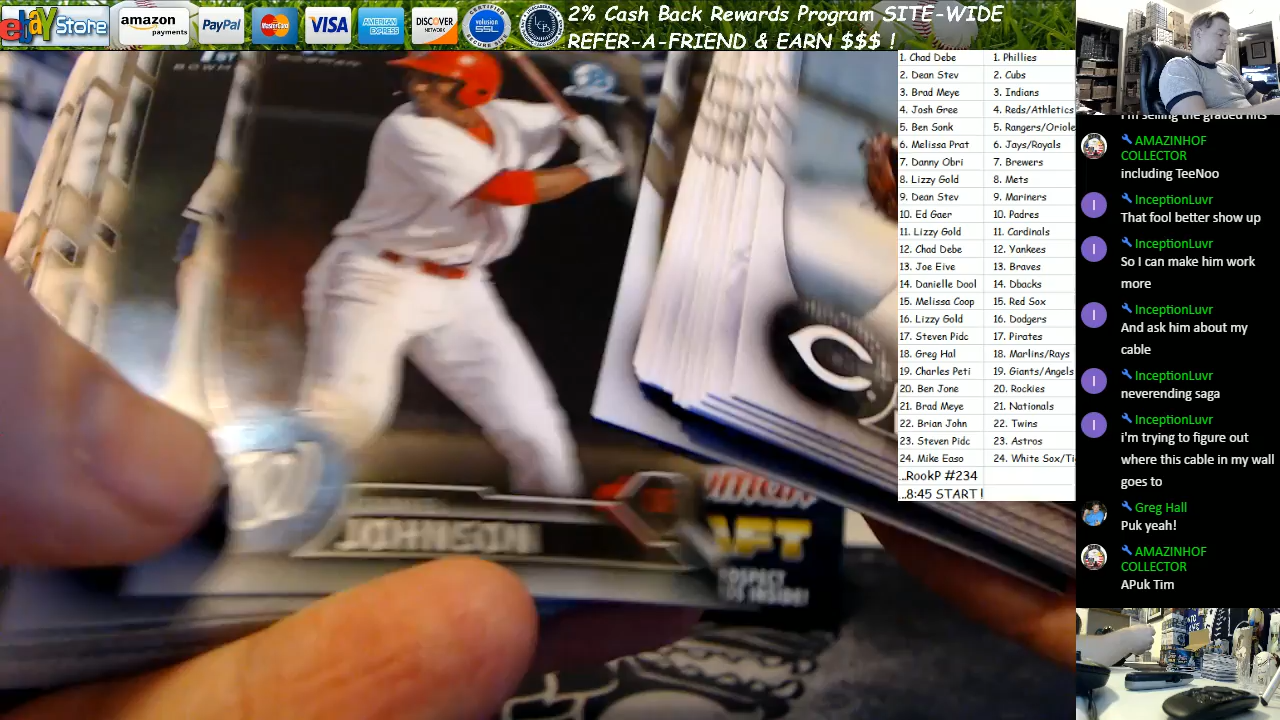 ebay Store
amazon
payments
PayPal
MasterCard
VISA
AMERICAN
EXPRESS
DISCOVER
NETWORK
volusion
SSL
2% Cash Back Rewards Program SITE-WIDE
REFER-A-FRIEND & EARN $$$ !
1. Chad Debe 1. Phillies
2. Dean Stev 2. Cubs
3. Brad Meye 3. Indians
4. Josh Gree 4. Reds/Athletics
5. Ben Sonk 5. Rangers/Oriole
6. Melissa Prat 6. Jays/Royals
7. Danny Obri 7. Brewers
8. Lizzy Gold 8. Mets
9. Dean Stev 9. Mariners
10. Ed Gaer 10. Padres
11. Lizzy Gold 11. Cardinals
12. Chad Debe 12. Yankees
13. Joe Eive 13. Braves
14. Danielle Dool 14. Dbacks
15. Melissa Coop 15. Red Sox
16. Lizzy Gold 16. Dodgers
17. Steven Pidc 17. Pirates
18. Greg Hal 18. Marlins/Rays
19. Charles Peti 19. Giants/Angels
20. Ben Jone 20. Rockies
21. Brad Meye 21. Nationals
22. Brian John 22. Twins
23. Steven Pidc 23. Astros
24. Mike Easo 24. White Sox/Ti
..RookP #234
..8:45 START!
I'm selling the graded hits
AMAZINHOF
COLLECTOR
including TeeNoo
InceptionLuvr
That fool better show up
InceptionLuvr
So I can make him work
more
InceptionLuvr
And ask him about my
cable
InceptionLuvr
neverending saga
InceptionLuvr
i'm trying to figure out
where this cable in my wall
goes to
Greg Hall
Puk yeah!
AMAZINHOF
COLLECTOR
APuk Tim
JOHNSON